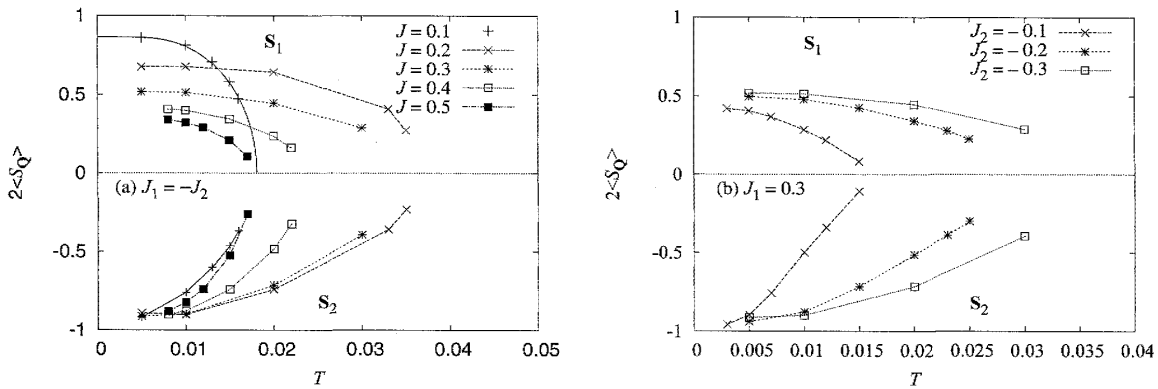 1
0.5
0
-0.5
-1
2<S_Q>
S₁
J = 0.1
J = 0.2
J = 0.3
J = 0.4
J = 0.5
(a) J₁ = −J₂
S₂
0
0.01
0.02
0.03
0.04
0.05
T
1
0.5
0
-0.5
-1
2<S_Q>
S₁
J₂ = − 0.1
J₂ = − 0.2
J₂ = − 0.3
(b) J₁ = 0.3
S₂
0
0.005
0.01
0.015
0.02
0.025
0.03
0.04
T